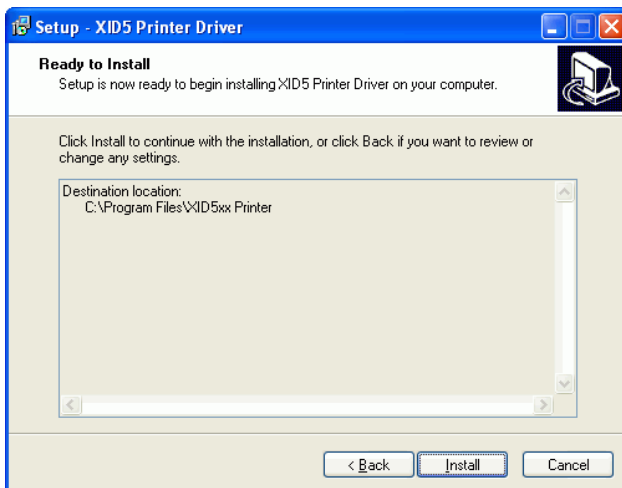 Setup - XID5 Printer Driver
Ready to Install
Setup is now ready to begin installing XID5 Printer Driver on your computer.
Click Install to continue with the installation, or click Back if you want to review or
change any settings.
Destination location:
C:\Program Files\XID5xx Printer
< Back Install Cancel